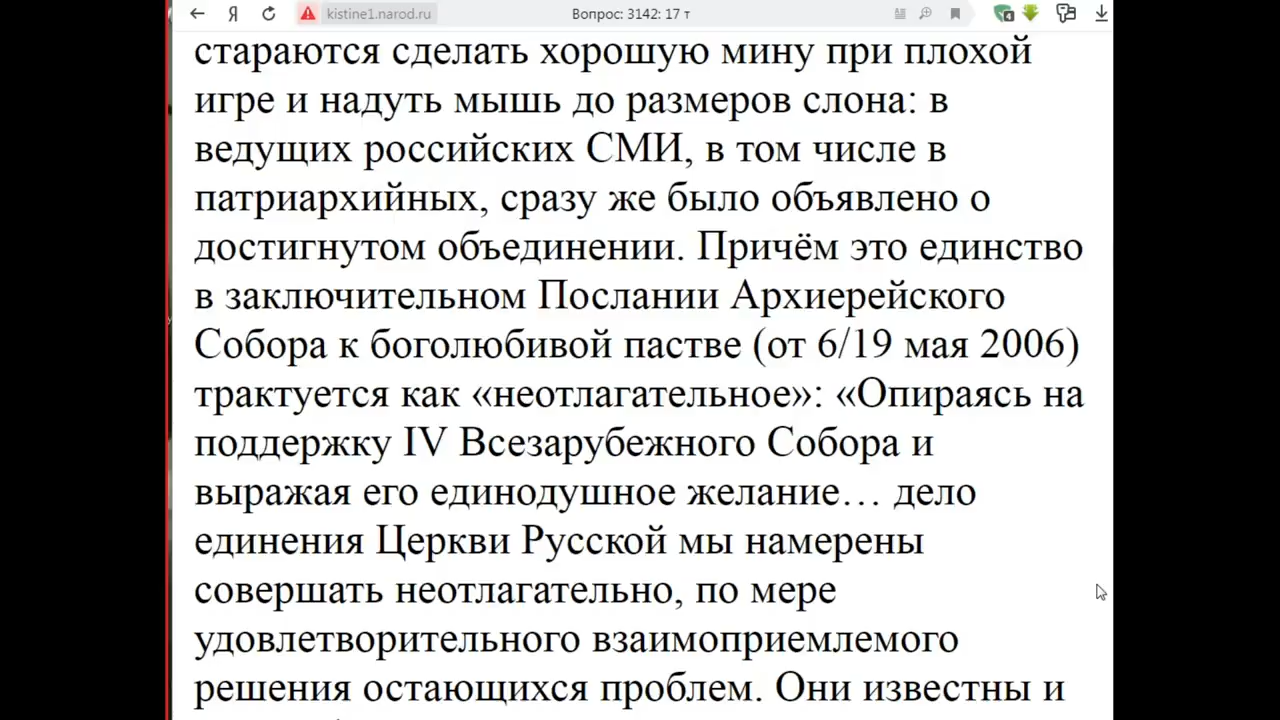 Я
kistine1.narod.ru
Вопрос: 3142: 17 т
4
стараются сделать хорошую мину при плохой
игре и надуть мышь до размеров слона: в
ведущих российских СМИ, в том числе в
патриархийных, сразу же было объявлено о
достигнутом объединении. Причём это единство
в заключительном Послании Архиерейского
Собора к боголюбивой пастве (от 6/19 мая 2006)
трактуется как «неотлагательное»: «Опираясь на
поддержку IV Всезарубежного Собора и
выражая его единодушное желание… дело
единения Церкви Русской мы намерены
совершать неотлагательно, по мере
удовлетворительного взаимоприемлемого
решения остающихся проблем. Они известны и